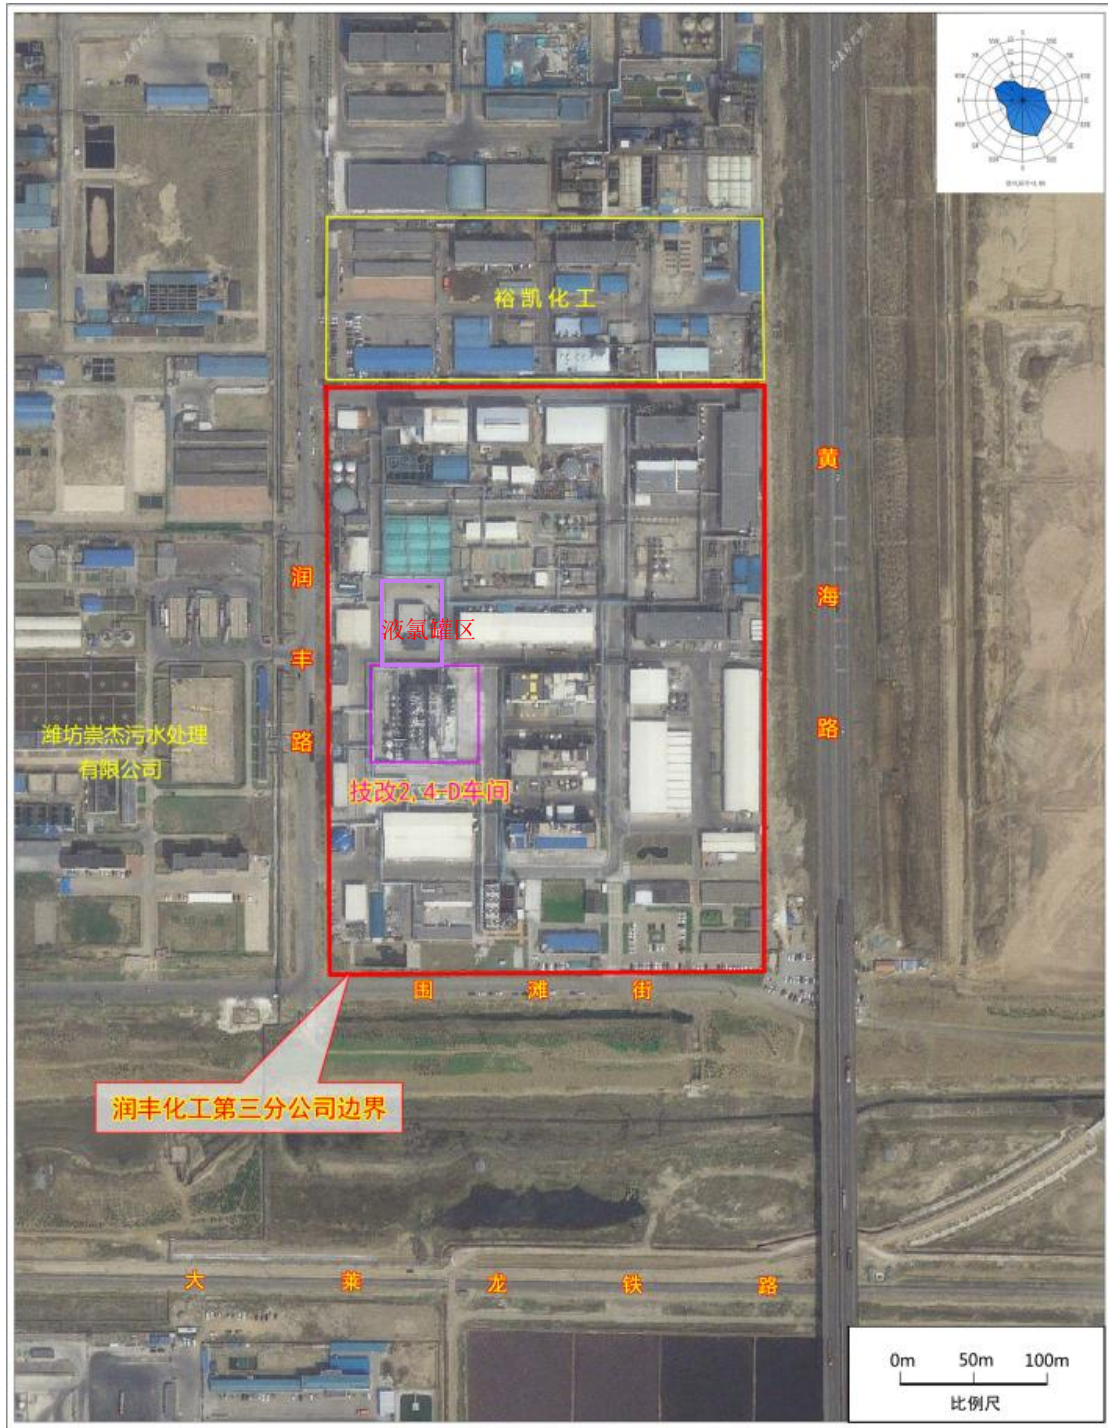 裕凯化工
黄
海
路
润
丰
路
液氯罐区
潍坊崇杰污水处理
有限公司
技改2,4-D车间
围滩街
润丰化工第三分公司边界
大莱龙铁路
0m 50m 100m
比例尺